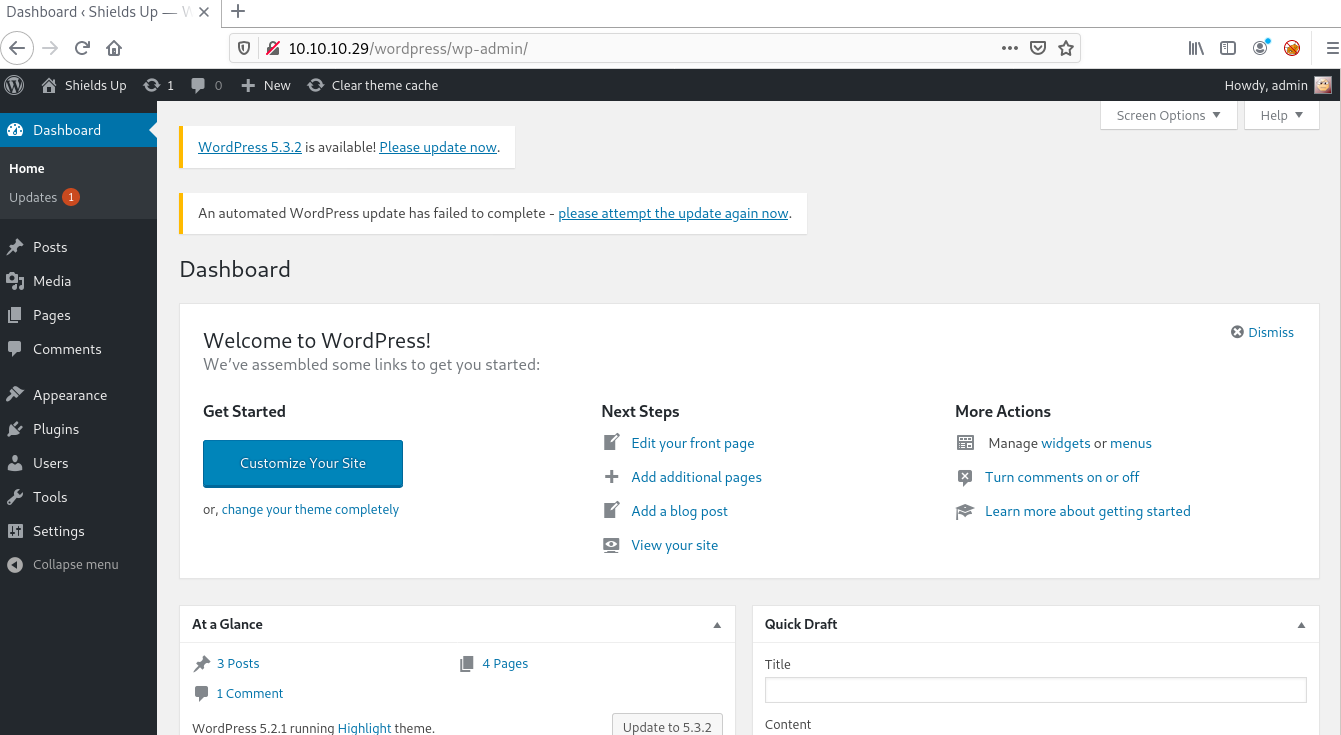 Dashboard ‹ Shields Up — W
10.10.10.29/wordpress/wp-admin/
Shields Up 1 0 New Clear theme cache Howdy, admin
Screen Options Help
Dashboard
Home
Updates 1
Posts
Media
Pages
Comments
Appearance
Plugins
Users
Tools
Settings
Collapse menu
WordPress 5.3.2 is available! Please update now.
An automated WordPress update has failed to complete - please attempt the update again now.
Dashboard
Welcome to WordPress!
We've assembled some links to get you started:
Dismiss
Get Started
Customize Your Site
or, change your theme completely
Next Steps
Edit your front page
Add additional pages
Add a blog post
View your site
More Actions
Manage widgets or menus
Turn comments on or off
Learn more about getting started
At a Glance
3 Posts 4 Pages
1 Comment
WordPress 5.2.1 running Highlight theme. Update to 5.3.2
Quick Draft
Title
Content